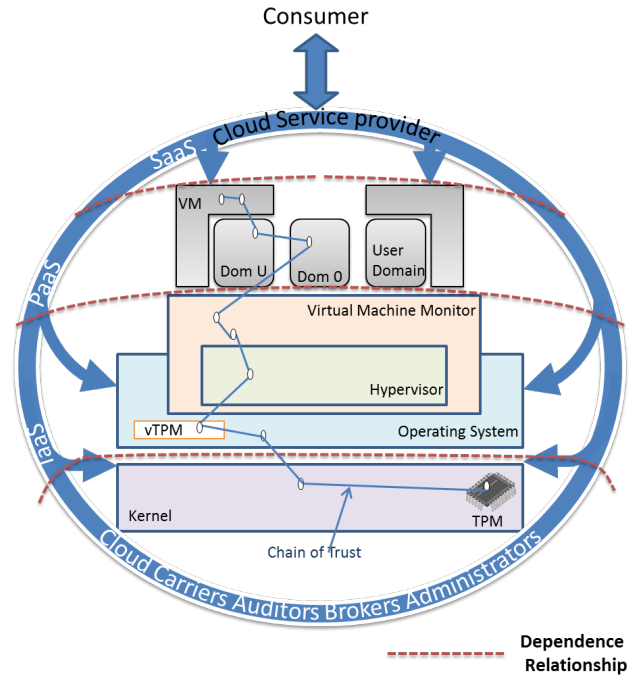 Consumer
Cloud Service provider
SaaS
VM
Dom U
Dom 0
User
Domain
PaaS
Virtual Machine Monitor
Hypervisor
vTPM
Operating System
IaaS
Kernel
TPM
Chain of Trust
Cloud Carriers Auditors Brokers Administrators
Dependence
Relationship